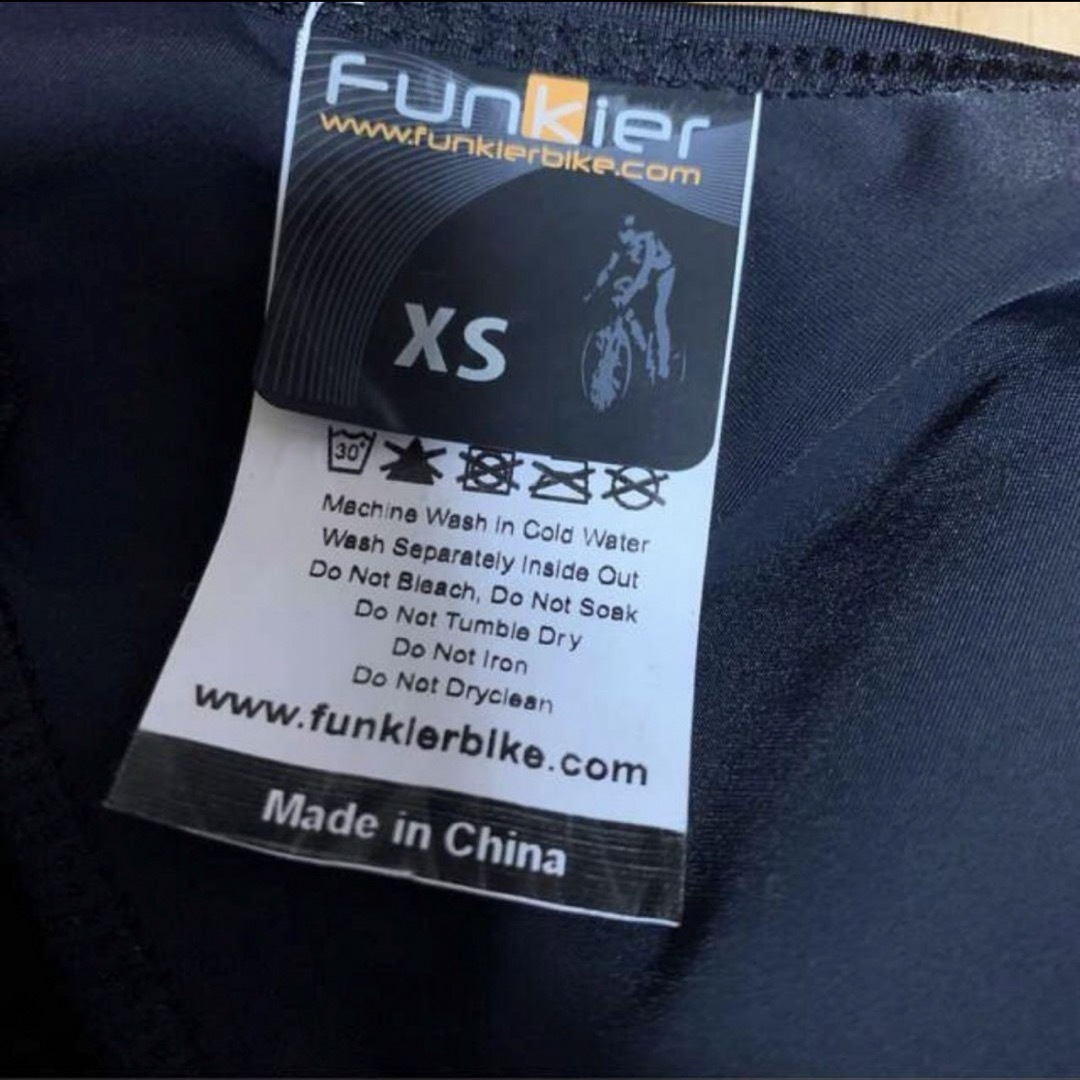 Funkier
www.funkierbike.com
XS
30°
Machine Wash In Cold Water
Wash Separately Inside Out
Do Not Bleach, Do Not Soak
Do Not Tumble Dry
Do Not Iron
Do Not Dryclean
www.funkierbike.com
Made in China